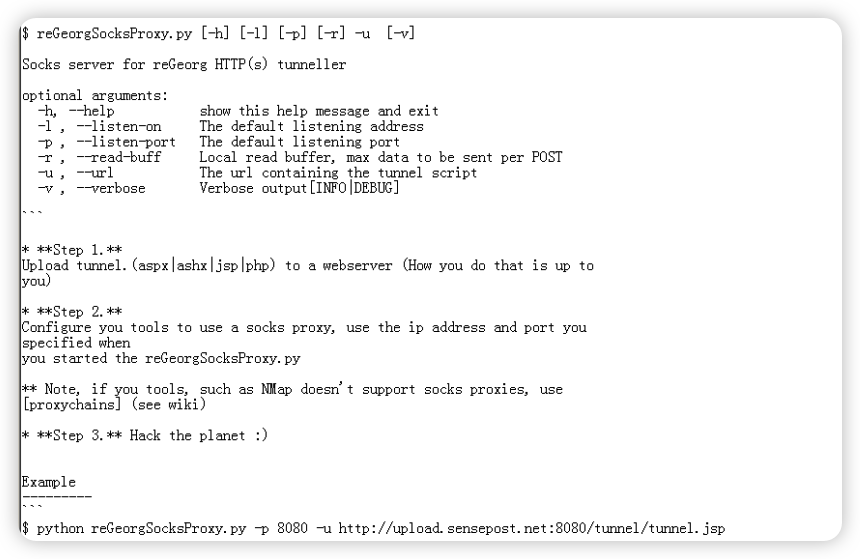 $ reGeorgSocksProxy.py [-h] [-l] [-p] [-r] -u  [-v]
Socks server for reGeorg HTTP(s) tunneller
optional arguments:
  -h, --help           show this help message and exit
  -l , --listen-on     The default listening address
  -p , --listen-port   The default listening port
  -r , --read-buff     Local read buffer, max data to be sent per POST
  -u , --url           The url containing the tunnel script
  -v , --verbose       Verbose output[INFO|DEBUG]
```
* **Step 1.**
Upload tunnel.(aspx|ashx|jsp|php) to a webserver (How you do that is up to
you)
* **Step 2.**
Configure you tools to use a socks proxy, use the ip address and port you
specified when
you started the reGeorgSocksProxy.py
** Note, if you tools, such as NMap doesn't support socks proxies, use
[proxychains] (see wiki)
* **Step 3.** Hack the planet :)
Example
---------
```
$ python reGeorgSocksProxy.py -p 8080 -u http://upload.sensepost.net:8080/tunnel/tunnel.jsp